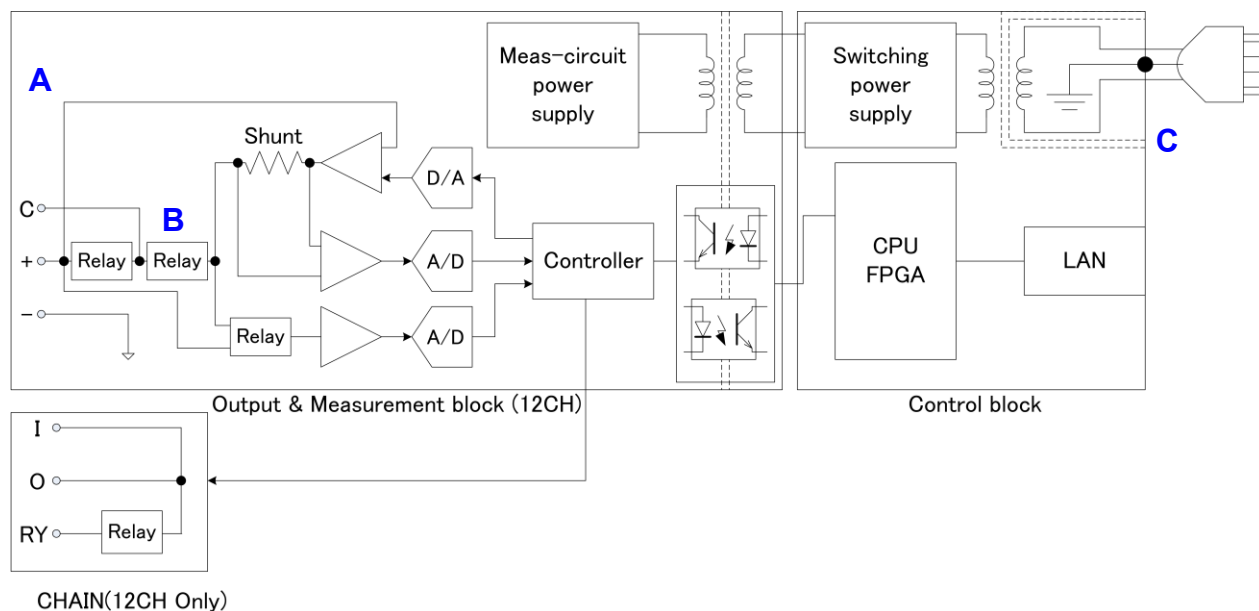 Meas-circuit
power
supply
Switching
power
supply
A
Shunt
C
D/A
C
B
CPU
FPGA
+
Relay
Relay
A/D
Controller
LAN
−
Relay
A/D
Output & Measurement block (12CH)
Control block
I
O
RY
Relay
CHAIN(12CH Only)